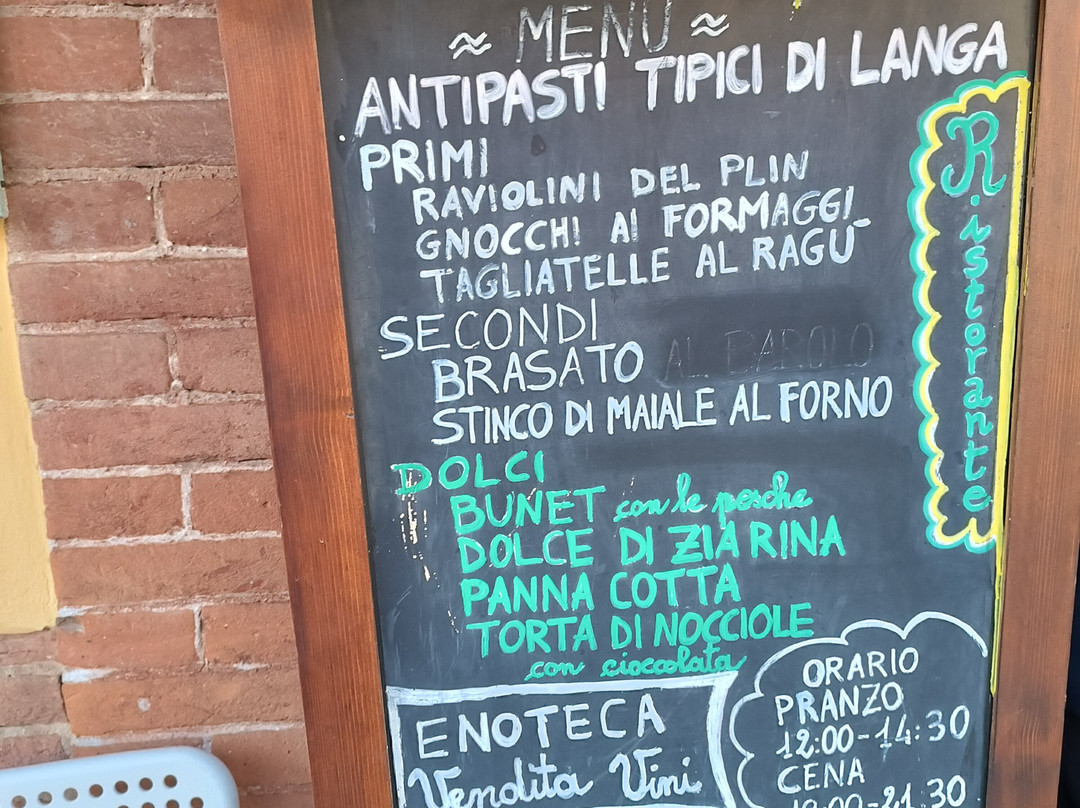 ≈ MENU ≈
ANTIPASTI TIPICI DI LANGA
PRIMI
RAVIOLINI DEL PLIN
GNOCCHI AI FORMAGGI
TAGLIATELLE AL RAGU
SECONDI
BRASATO AL BAROLO
STINCO DI MAIALE AL FORNO
DOLCI
BUNET con le pesche
DOLCE DI ZIA RINA
PANNA COTTA
TORTA DI NOCCIOLE
con cioccolata
Ristorante
ENOTECA
Vendita Vini
ORARIO
PRANZO
12:00-14:30
CENA